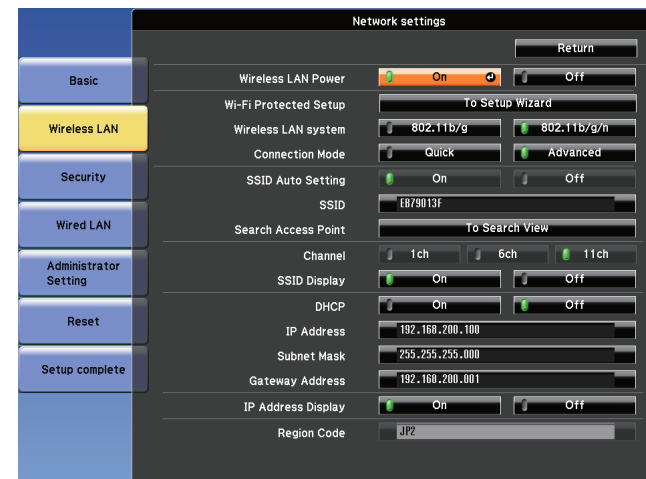 Network settings
Return
Basic
Wireless LAN
Security
Wired LAN
Administrator
Setting
Reset
Setup complete
Wireless LAN Power On Off
Wi-Fi Protected Setup To Setup Wizard
Wireless LAN system 802.11b/g 802.11b/g/n
Connection Mode Quick Advanced
SSID Auto Setting On Off
SSID EB79013F
Search Access Point To Search View
Channel 1ch 6ch 11ch
SSID Display On Off
DHCP On Off
IP Address 192.168.200.100
Subnet Mask 255.255.255.000
Gateway Address 192.168.200.001
IP Address Display On Off
Region Code JP2